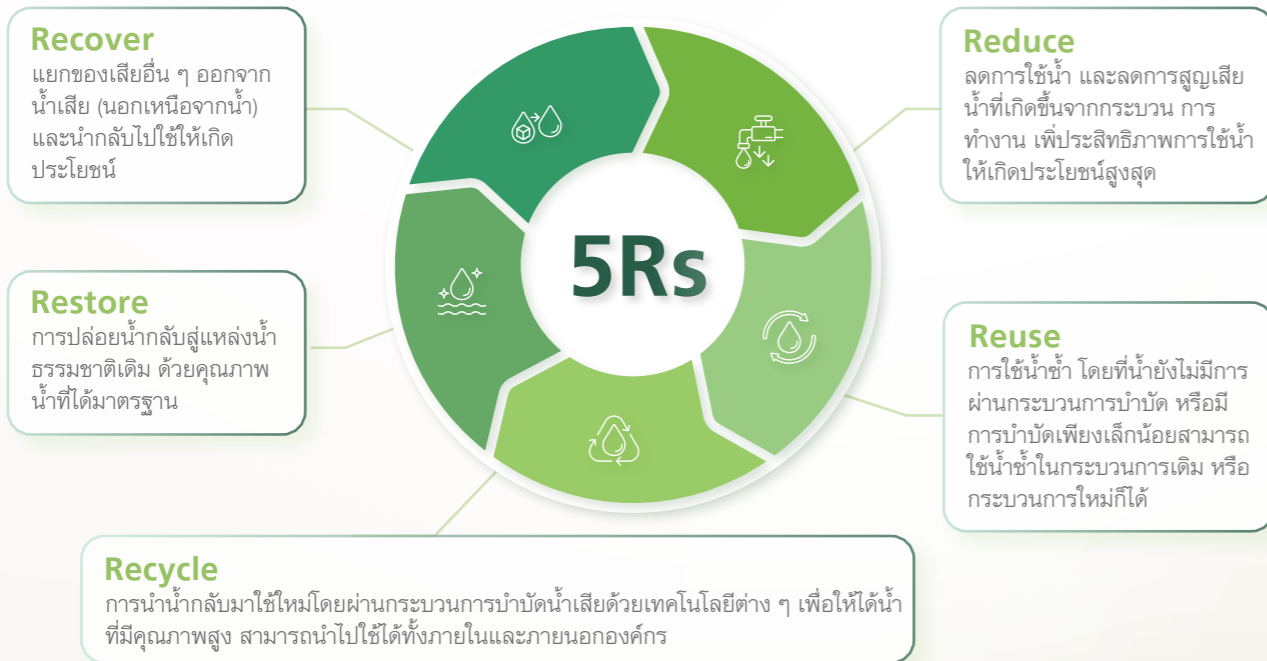 Recover
แยกของเสียอื่น ๆ ออกจาก
น้ำเสีย (นอกเหนือจากน้ำ)
และนำกลับไปใช้ให้เกิด
ประโยชน์
Reduce
ลดการใช้น้ำ และลดการสูญเสีย
น้ำที่เกิดขึ้นจากกระบวน การ
ทำงาน เพิ่ประสิทธิภาพการใช้น้ำ
ให้เกิดประโยชน์สูงสุด
5Rs
Restore
การปล่อยน้ำกลับสู่แหล่งน้ำ
ธรรมชาติเดิม ด้วยคุณภาพ
น้ำที่ได้มาตรฐาน
Reuse
การใช้น้ำซ้ำ โดยที่น้ำยังไม่มีการ
ผ่านกระบวนการบำบัด หรือมี
การบำบัดเพียงเล็กน้อยสามารถ
ใช้น้ำซ้ำในกระบวนการเดิม หรือ
กระบวนการใหม่ก็ได้
Recycle
การนำน้ำกลับมาใช้ใหม่โดยผ่านกระบวนการบำบัดน้ำเสียด้วยเทคโนโลยีต่าง ๆ เพื่อให้ได้น้ำ
ที่มีคุณภาพสูง สามารถนำไปใช้ได้ทั้งภายในและภายนอกองค์กร